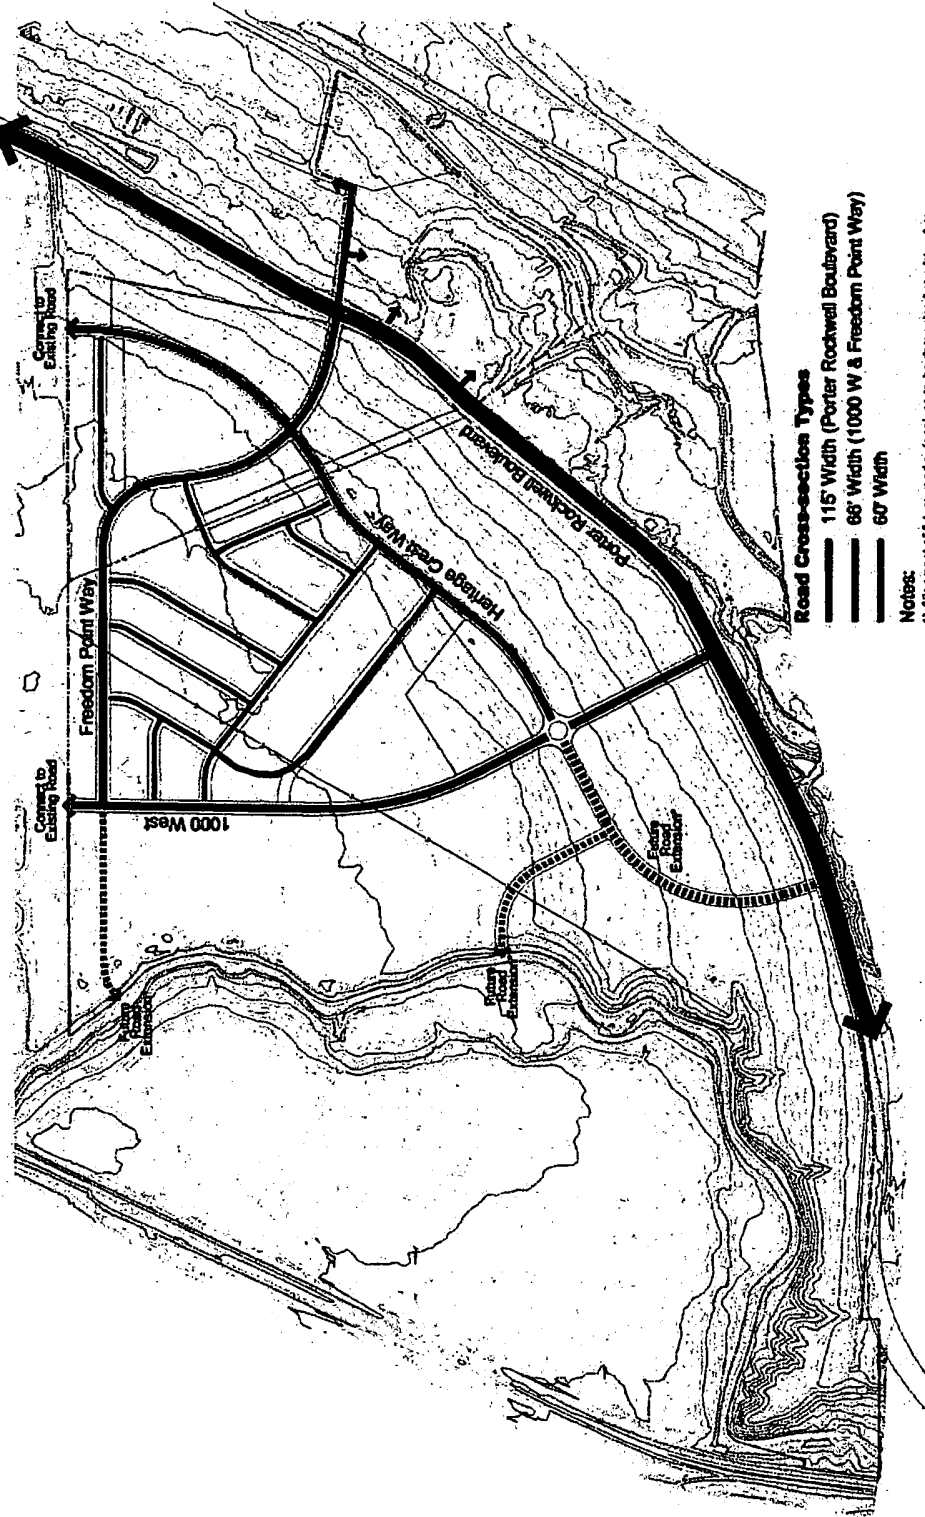 Connect to
Existing Road
Connect to
Existing Road
Freedom Point Way
1000 West
Heritage Crest Way
Porter Rockwell Boulevard
Future
Road
Extension
Future
Road
Extension
Future
Road
Extension
Road Cross-section Types
115' Width (Porter Rockwell Boulevard)
66' Width (1000 W & Freedom Point Way)
60' Width
Notes: